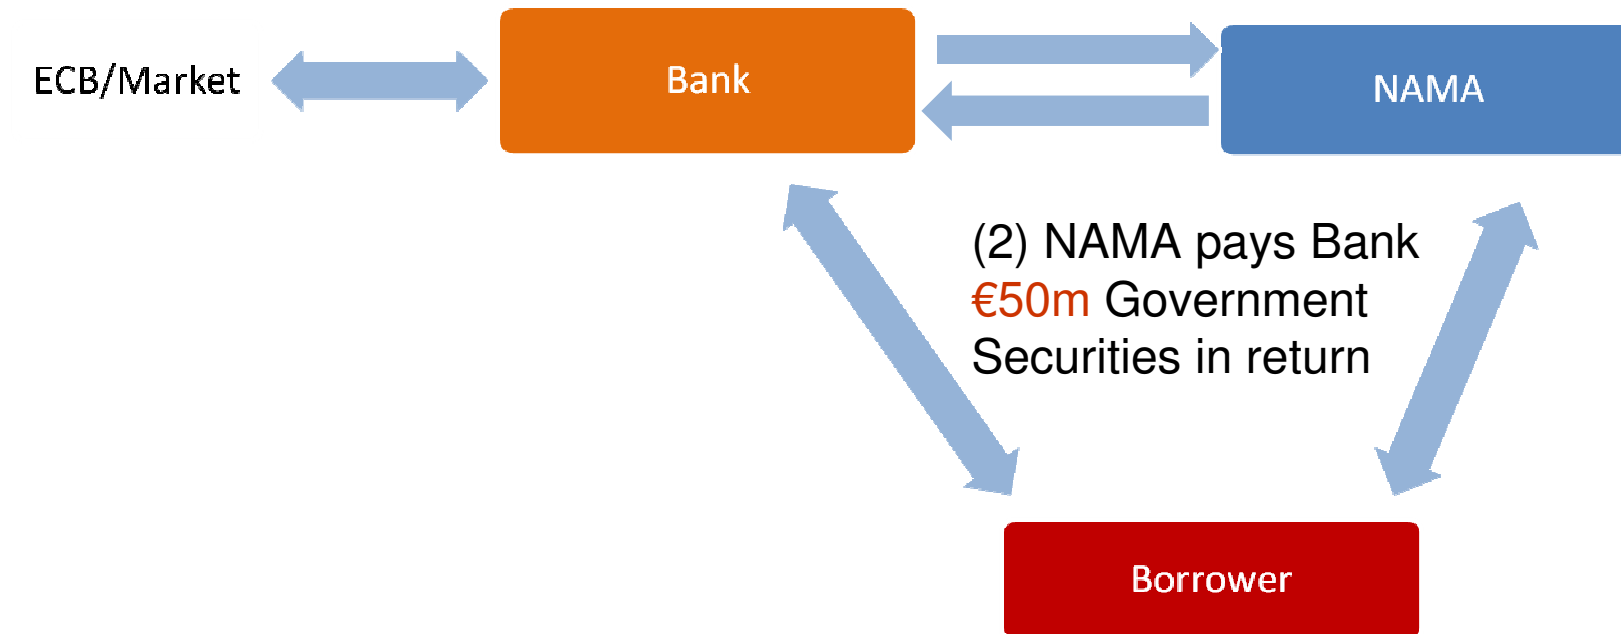 ECB/Market
Bank
NAMA
(2) NAMA pays Bank
€50m Government
Securities in return
Borrower